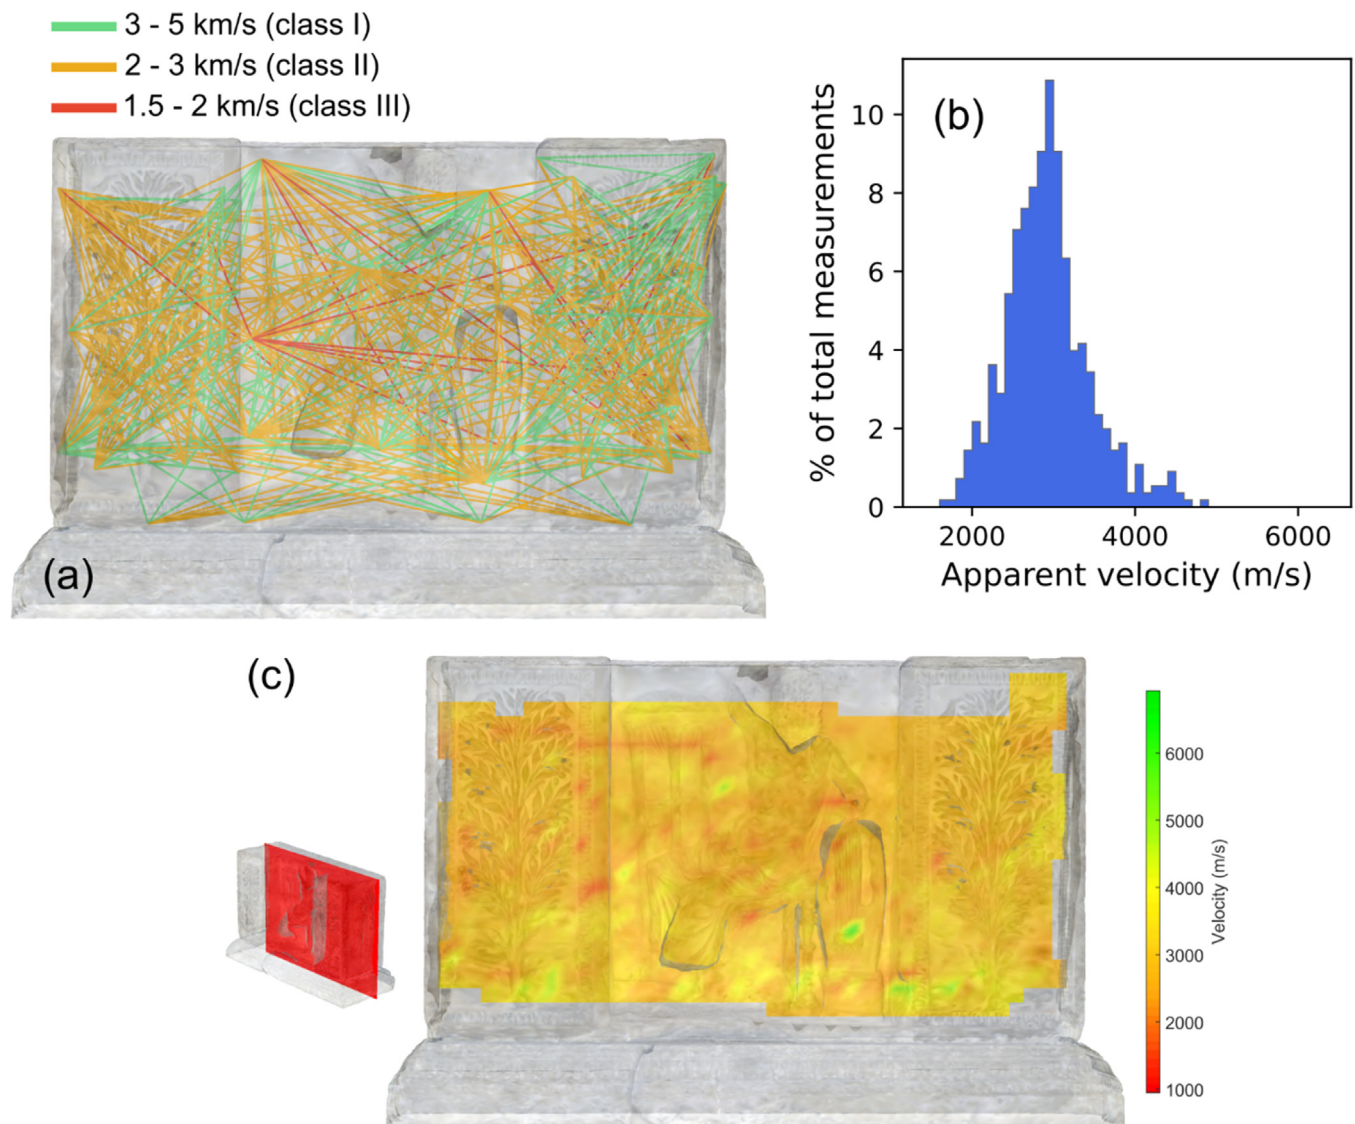 3 - 5 km/s (class I)
2 - 3 km/s (class II)
1.5 - 2 km/s (class III)
(a)
(b)
% of total measurements
10
8
6
4
2
0
2000 4000 6000
Apparent velocity (m/s)
(c)
6000
5000
4000
3000
2000
1000
Velocity (m/s)